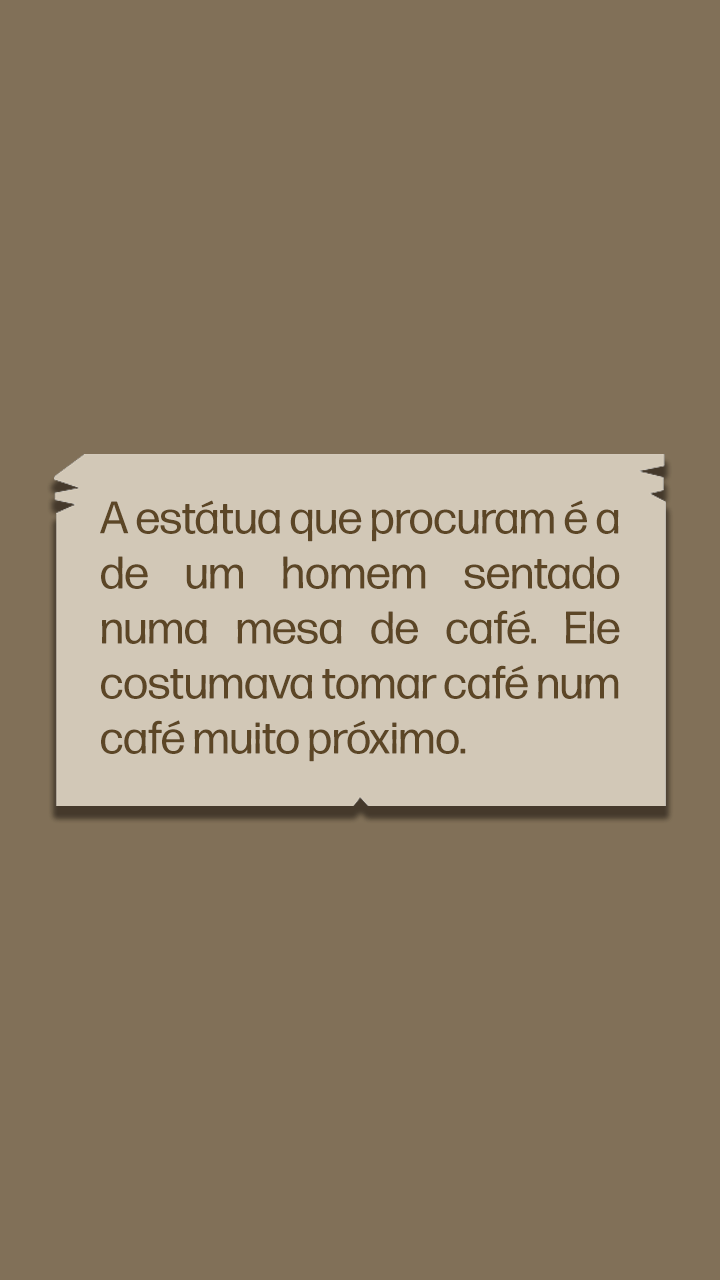 A estátua que procuram é a
de um homem sentado
numa mesa de café. Ele
costumava tomar café num
café muito próximo.